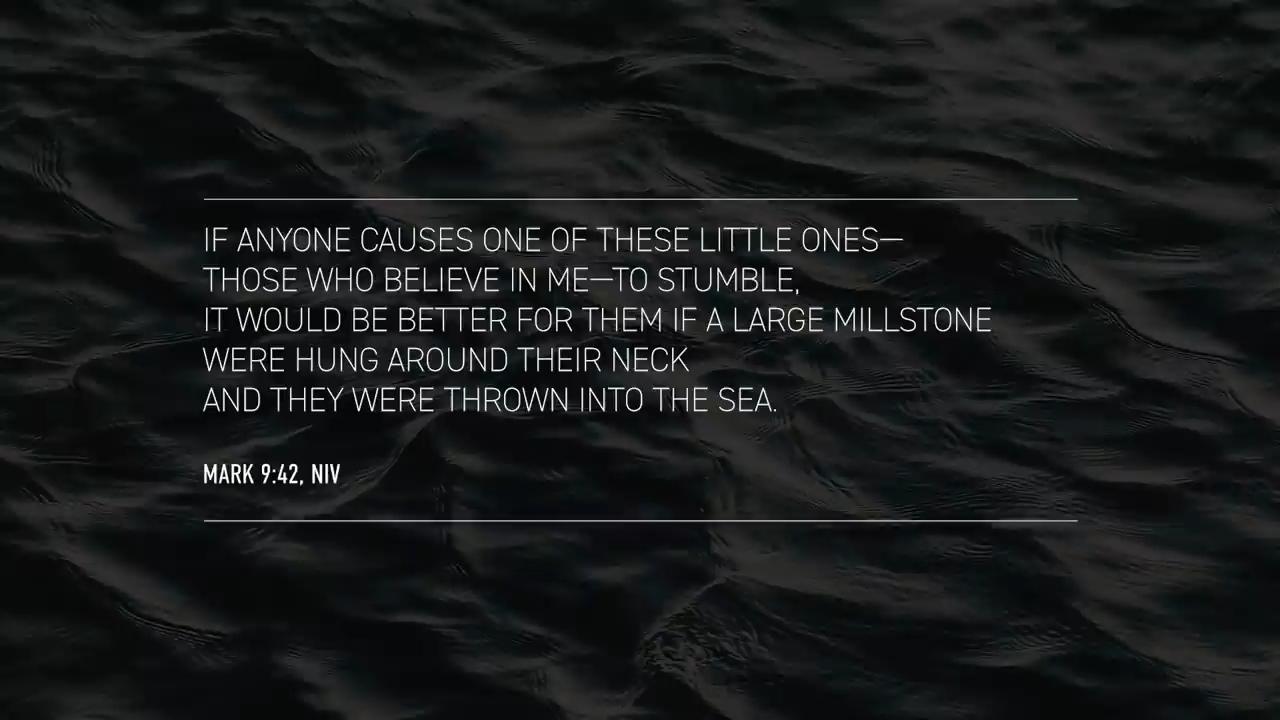 IF ANYONE CAUSES ONE OF THESE LITTLE ONES—
THOSE WHO BELIEVE IN ME—TO STUMBLE,
IT WOULD BE BETTER FOR THEM IF A LARGE MILLSTONE
WERE HUNG AROUND THEIR NECK
AND THEY WERE THROWN INTO THE SEA.
MARK 9:42, NIV